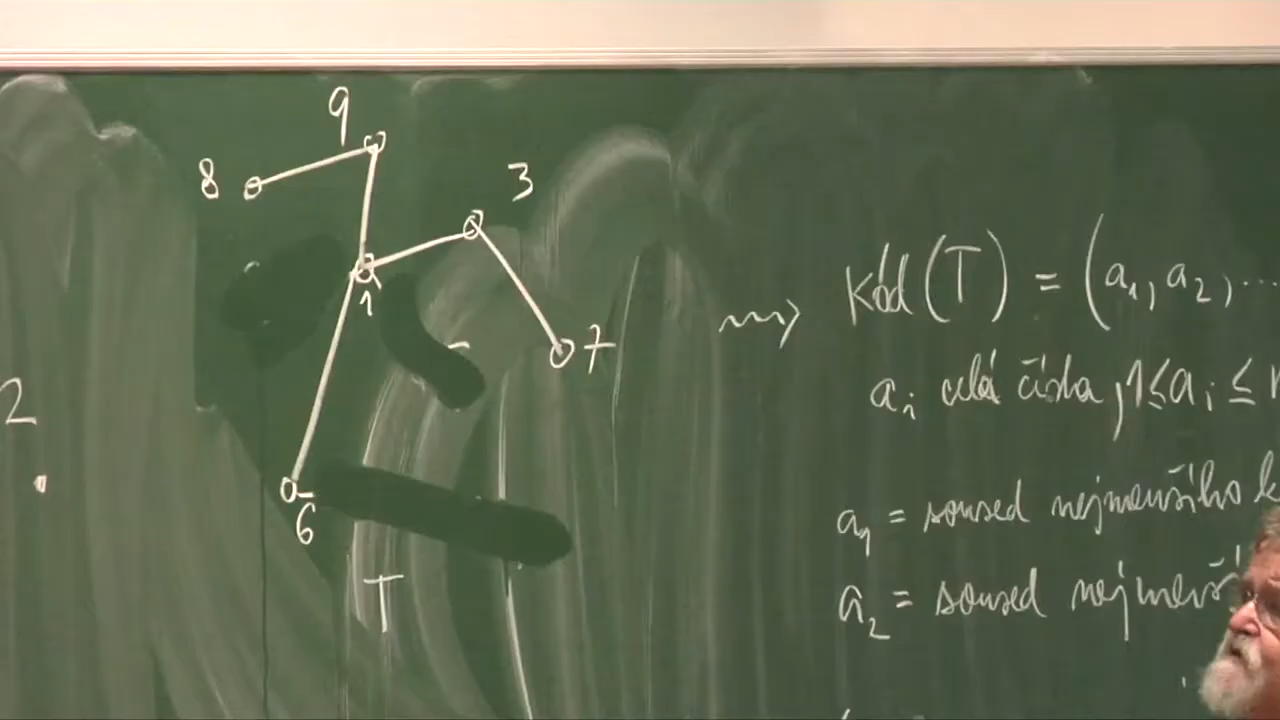 9
8
3
1
7
2
6
T
Kód(T) = (a₁, a₂, ...
aᵢ celá čísla, 1 ≤ aᵢ ≤
a₁ = soused nejmenšího
a₂ = soused